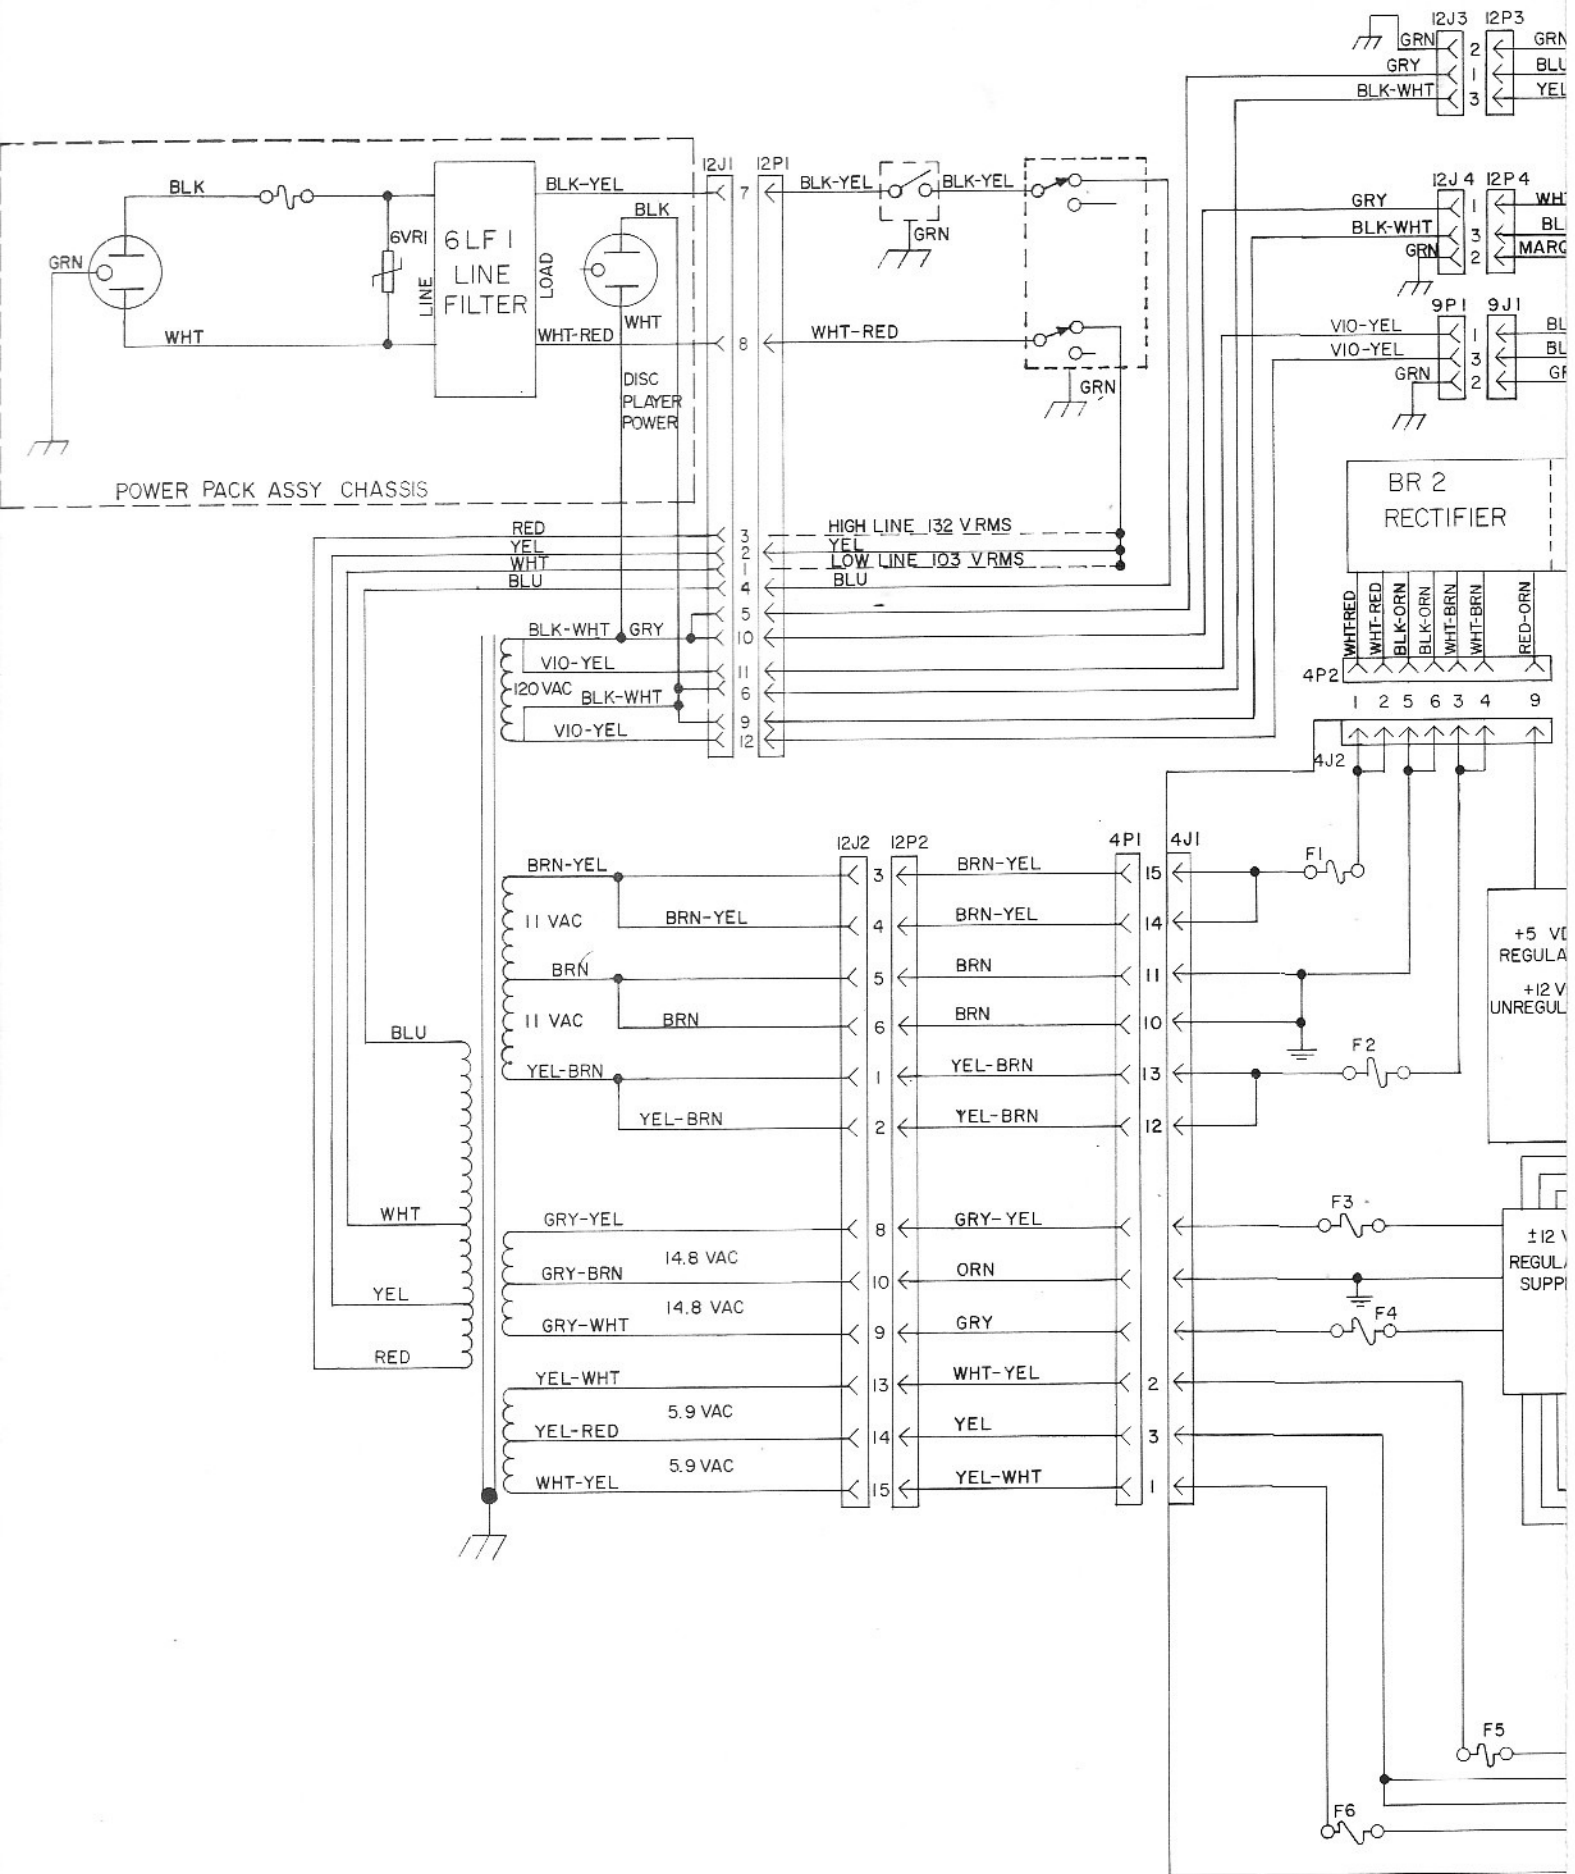 12J3 12P3
GRN 2 GRN
GRY 1 BLU
BLK-WHT 3 YEL
12J1 12P1
BLK
BLK-YEL 7 BLK-YEL BLK-YEL
12J4 12P4
GRY 1
BLK-WHT 3
GRN 2
BLK
6VR1
6LF1
LINE
FILTER
LINE
LOAD
GRN
GRN
WHT
WHT
WHT-RED 8 WHT-RED
9P1 9J1
VIO-YEL 1
VIO-YEL 3
GRN 2
DISC
PLAYER
POWER
GRN
POWER PACK ASSY CHASSIS
BR 2
RECTIFIER
RED 3 HIGH LINE 132 V RMS
YEL 2 YEL
WHT 1 LOW LINE 103 V RMS
BLU 4 BLU
5
BLK-WHT GRY 10
VIO-YEL 11
120 VAC 6
BLK-WHT
9
VIO-YEL 12
WHT-RED
WHT-RED
BLK-ORN
BLK-ORN
WHT-BRN
WHT-BRN
RED-ORN
4P2
1 2 5 6 3 4 9
4J2
12J2 12P2 4P1 4J1
BRN-YEL 3 BRN-YEL 15 F1
11 VAC
BRN-YEL 4 BRN-YEL 14
BRN 5 BRN 11
11 VAC
BRN 6 BRN 10
YEL-BRN 1 YEL-BRN 13 F2
YEL-BRN 2 YEL-BRN 12
+5
+12 V
BLU
WHT
YEL
RED
GRY-YEL 8 GRY-YEL F3
14.8 VAC
GRY-BRN 10 ORN
14.8 VAC
GRY-WHT 9 GRY F4
±12
YEL-WHT 13 WHT-YEL 2
5.9 VAC
YEL-RED 14 YEL 3
5.9 VAC
WHT-YEL 15 YEL-WHT 1
F5
F6